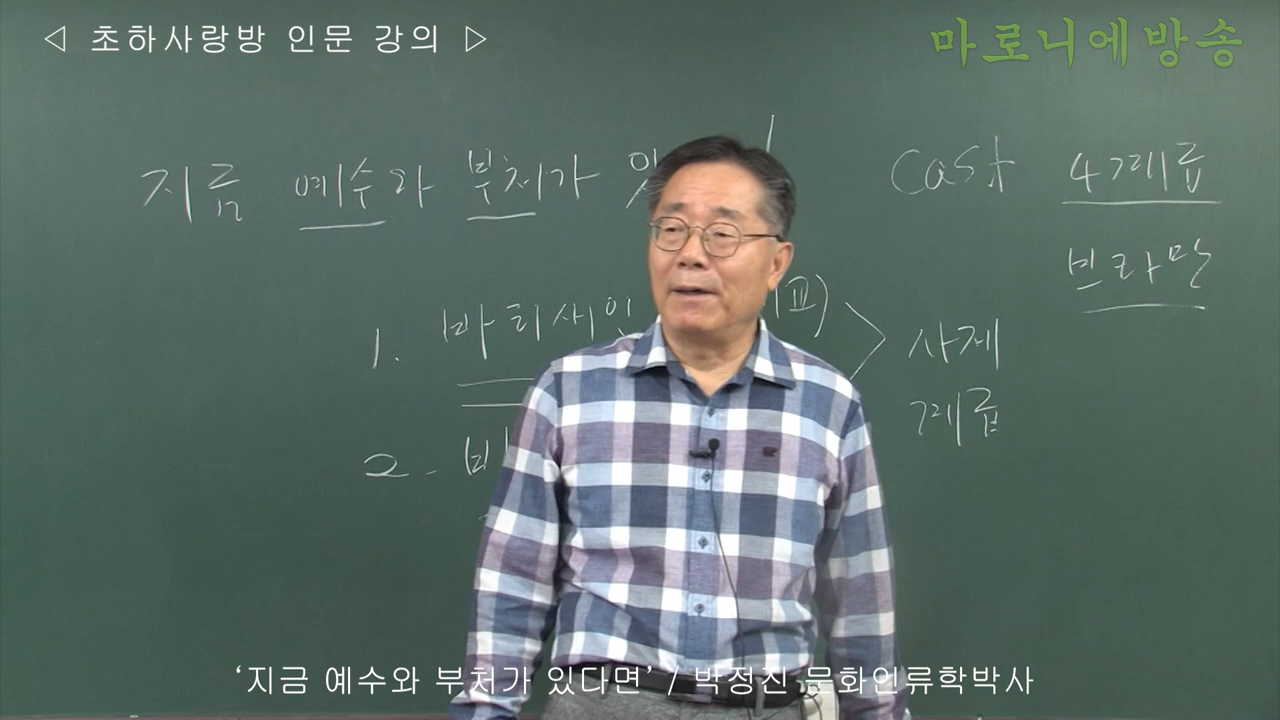 ◁ 초하사랑방 인문 강의 ▷
마로니에방송
지금 예수와 부처가
cast 4계급
브라만
1. 바리새인 교)
사제
계급
2.
‘지금 예수와 부처가 있다면’ / 박정진 문화인류학박사